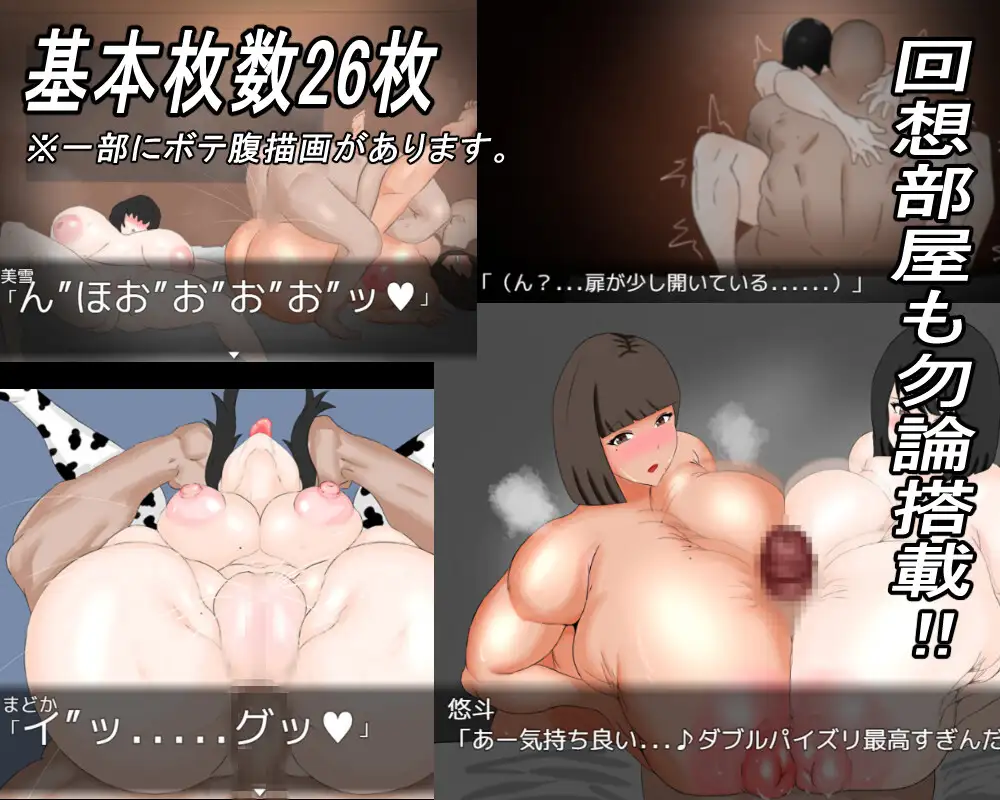 基本枚数26枚
※一部にボテ腹描画があります。
美雪
「ん”ほお”お”お”お”ッ♥」
「（ん？...扉が少し開いている......）」
回想部屋も勿論搭載!!
まどか
「イ”ッ.....グッ♥」
悠斗
「あー気持ち良い...♪ダブルパイズリ最高すぎんだ